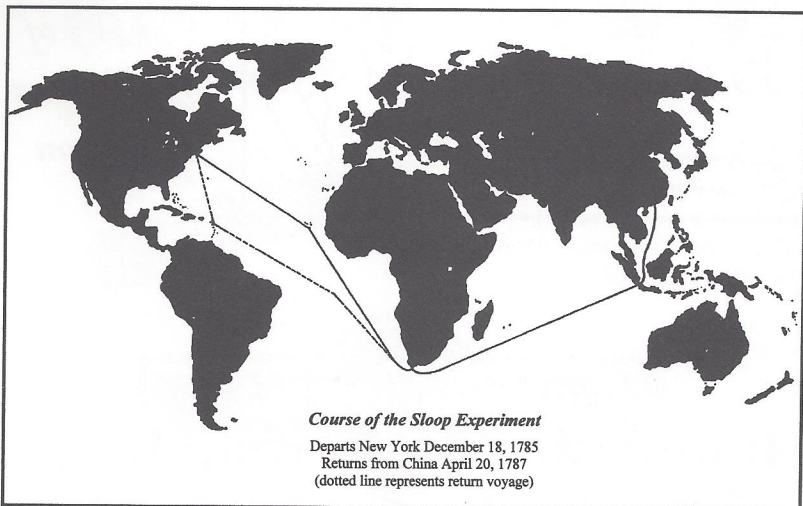 Course of the Sloop Experiment
Departs New York December 18, 1785
Returns from China April 20, 1787
(dotted line represents return voyage)